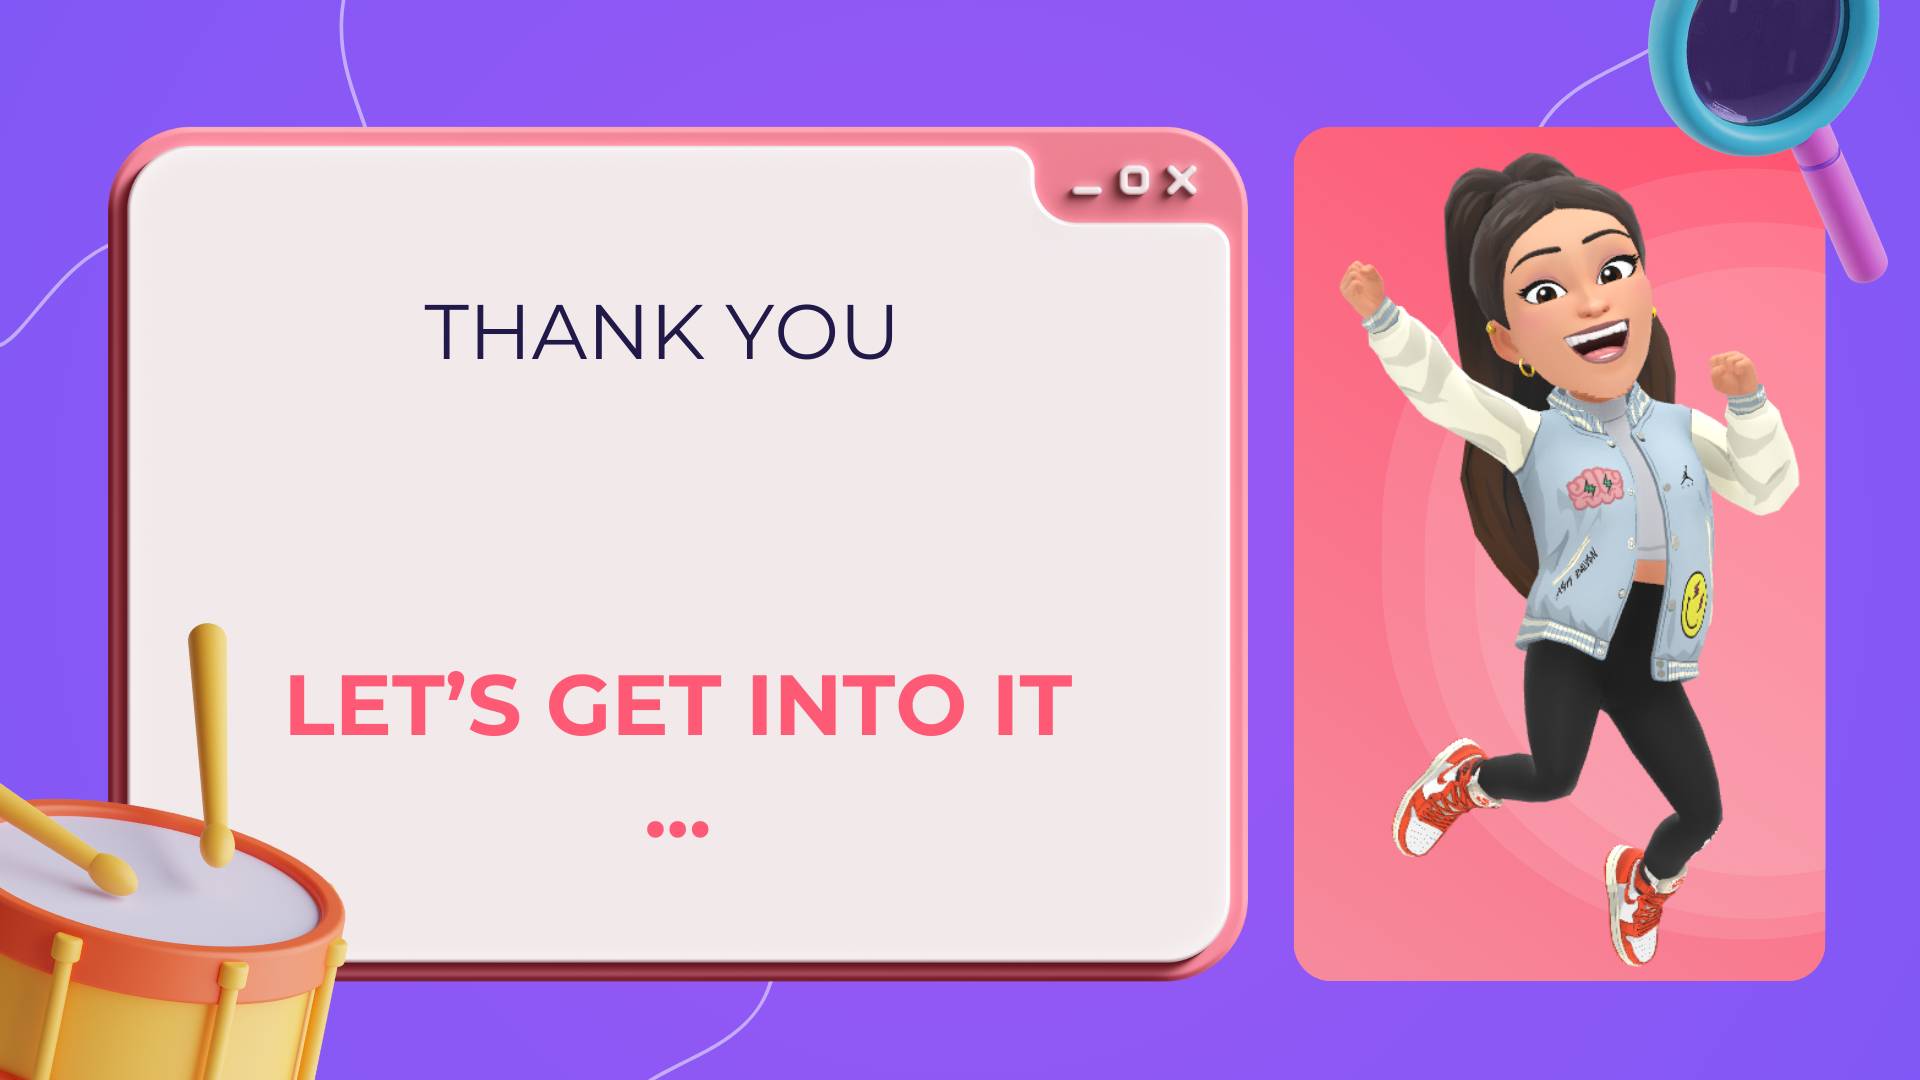 THANK YOU
LET’S GET INTO IT
...